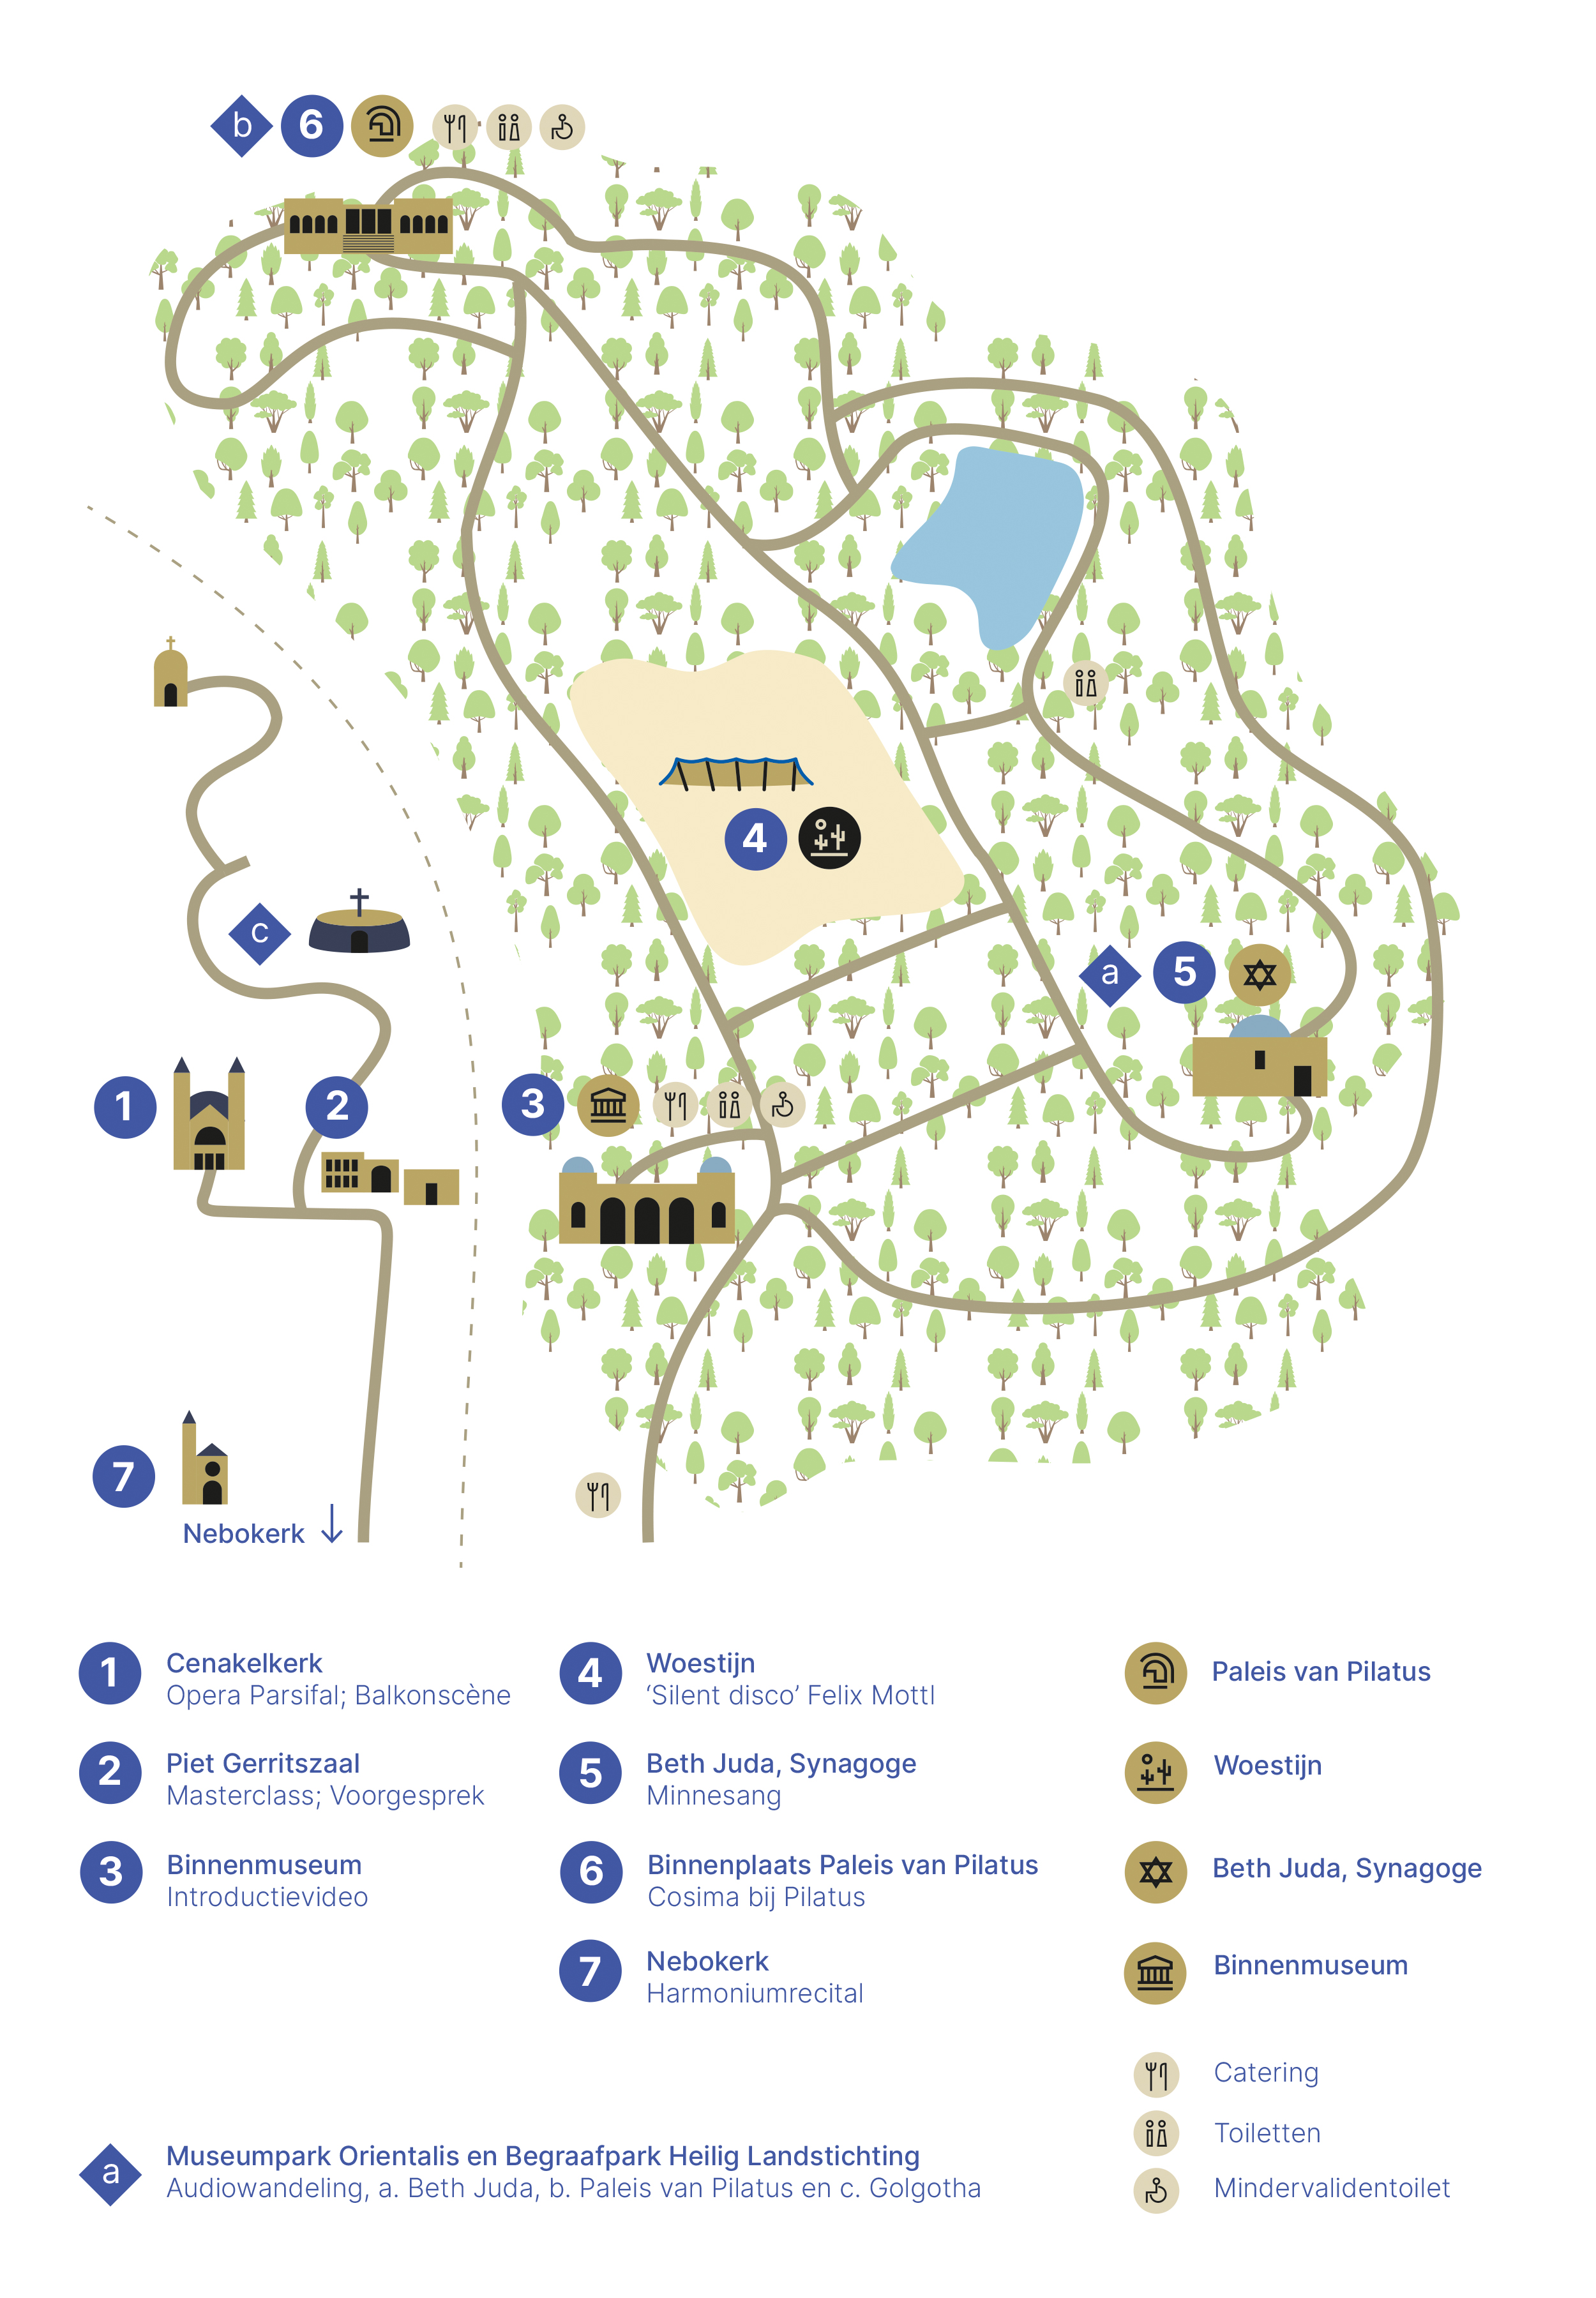 b 6
4
c
a 5
1
2
3
7
Nebokerk
1 Cenakelkerk
Opera Parsifal; Balkonscène
2 Piet Gerritszaal
Masterclass; Voorgesprek
3 Binnenmuseum
Introductievideo
4 Woestijn
‘Silent disco’ Felix Mottl
5 Beth Juda, Synagoge
Minnesang
6 Binnenplaats Paleis van Pilatus
Cosima bij Pilatus
7 Nebokerk
Harmoniumrecital
Paleis van Pilatus
Woestijn
Beth Juda, Synagoge
Binnenmuseum
Catering
Toiletten
Mindervalidentoilet
a Museumpark Orientalis en Begraafpark Heilig Landstichting
Audiowandeling, a. Beth Juda, b. Paleis van Pilatus en c. Golgotha